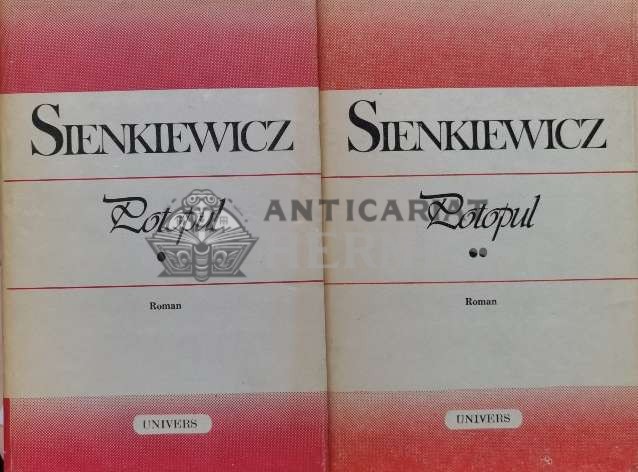 SIENKIEWICZ
Potopul
Roman
UNIVERS
SIENKIEWICZ
Potopul
Roman
UNIVERS
ANTICARIAT